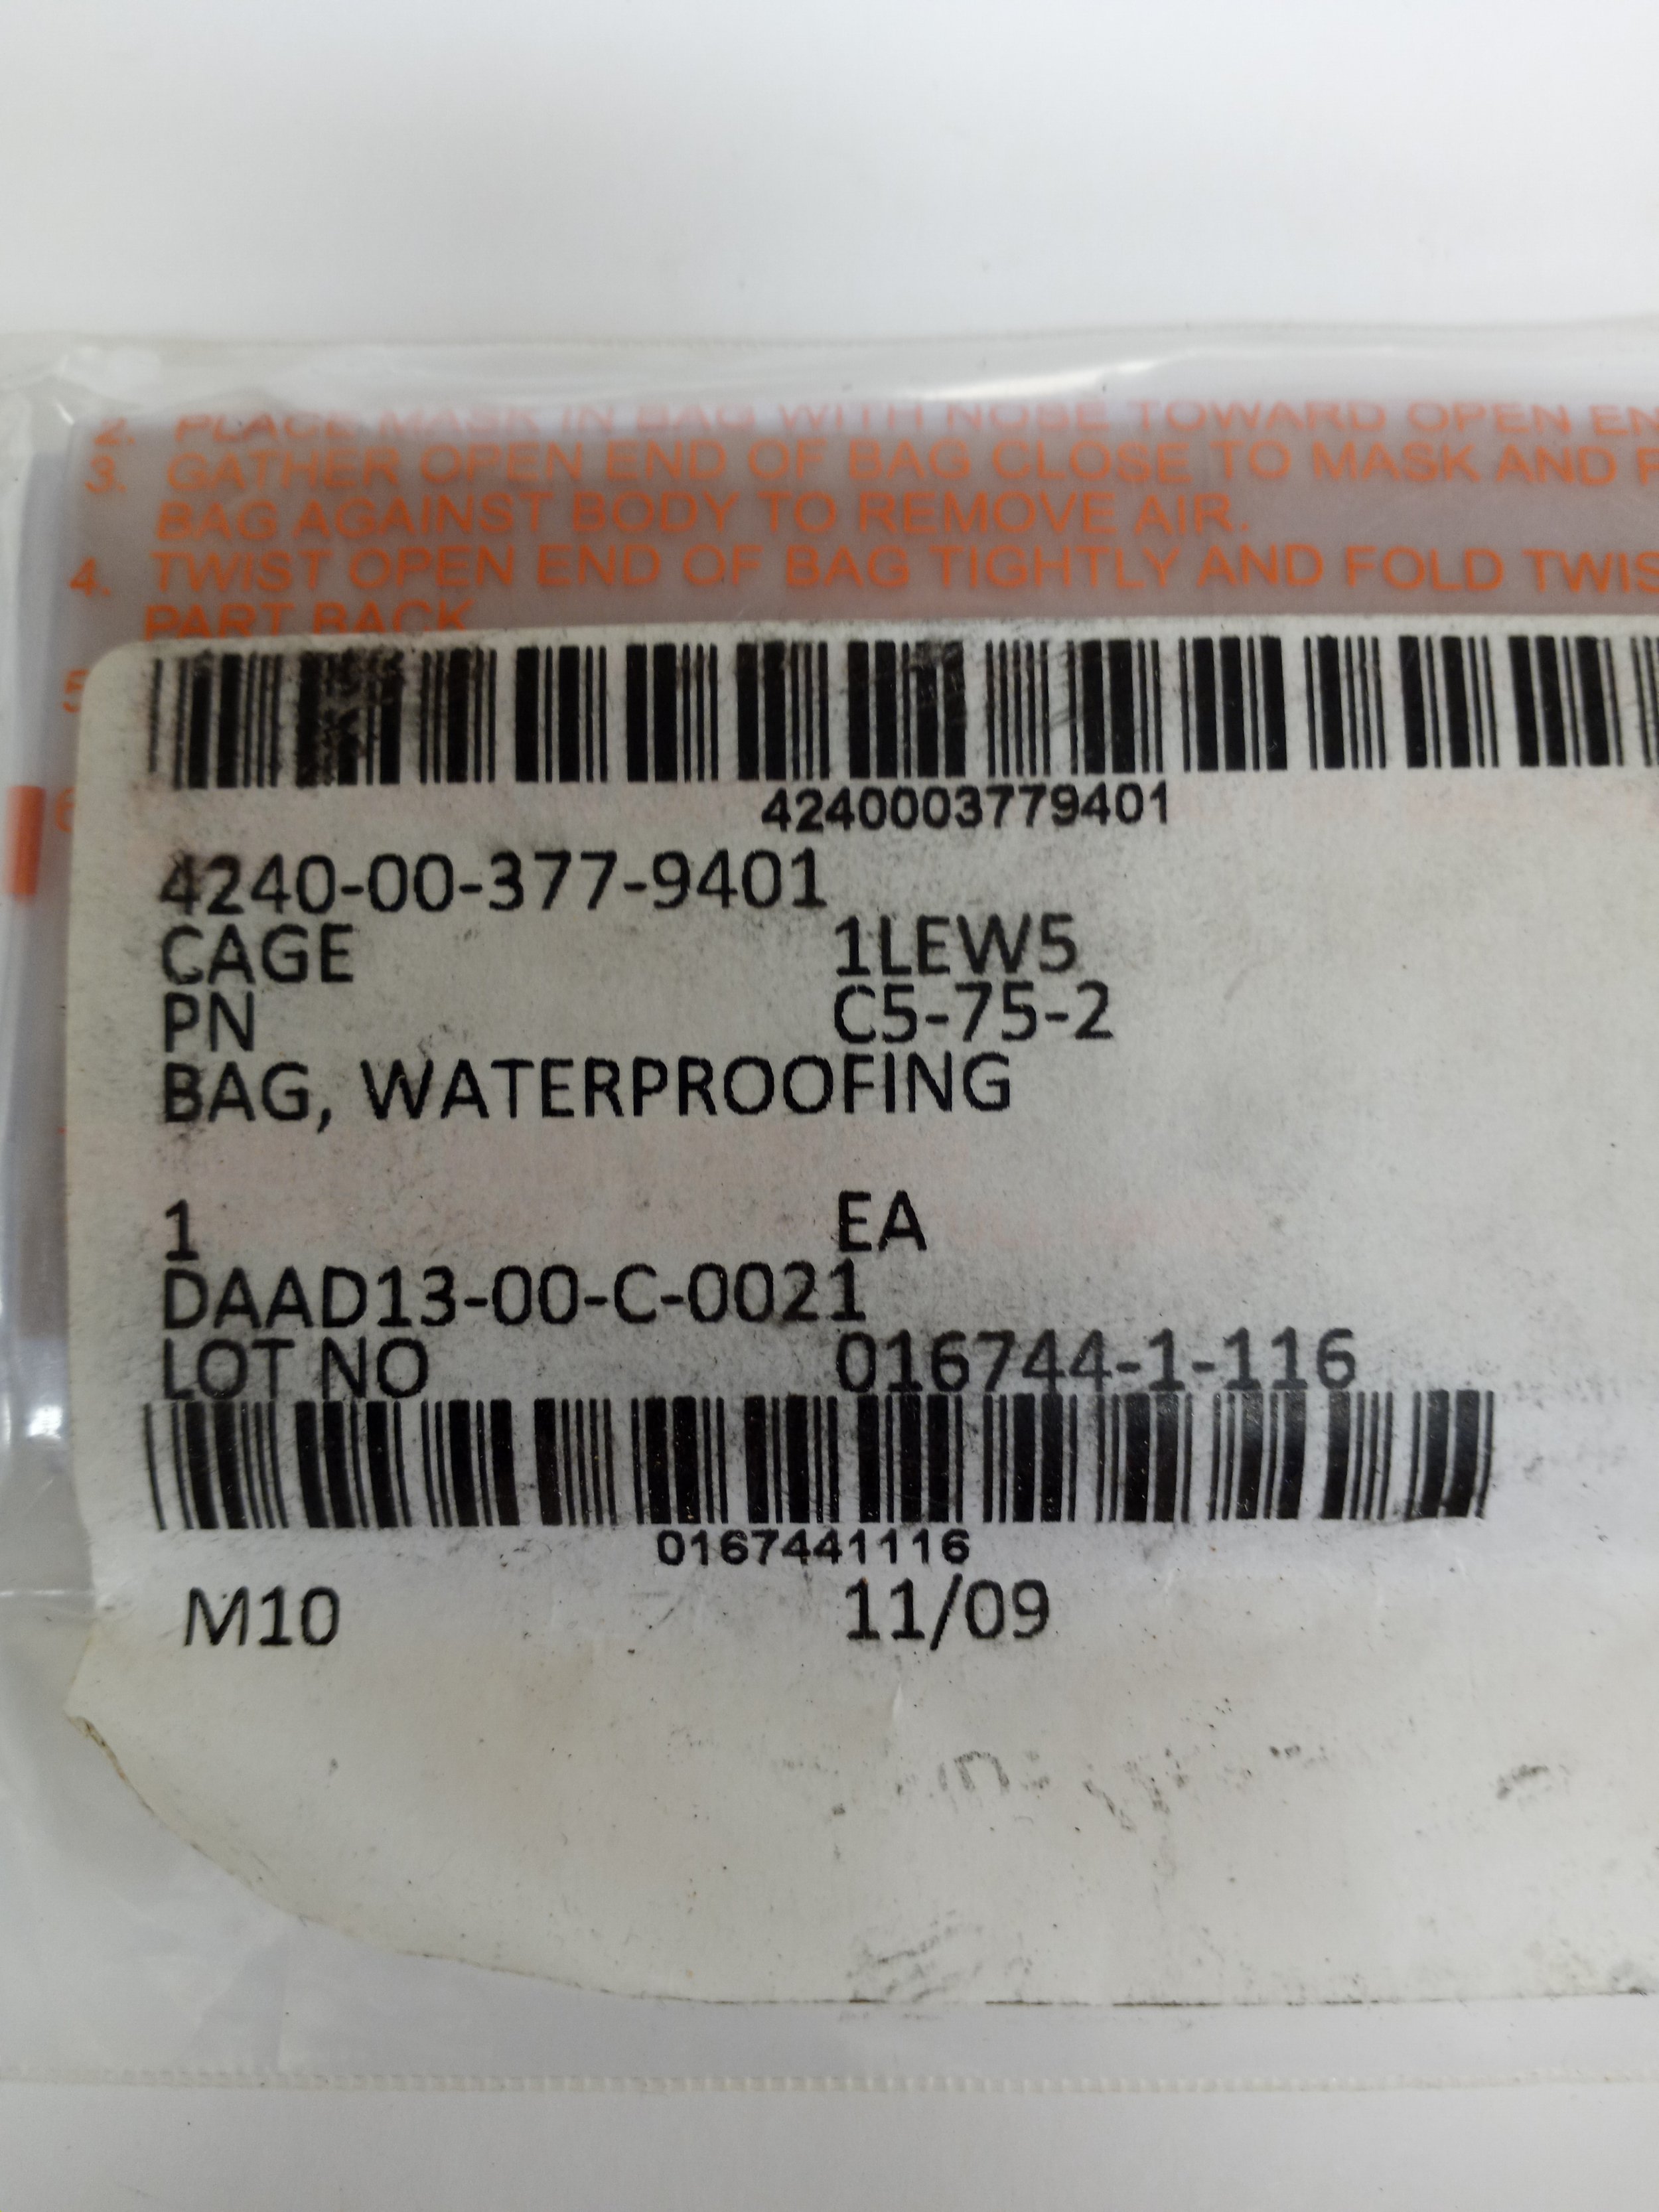 2. PLACE MASK IN BAG WITH NOSE TOWARD OPEN EN
3. GATHER OPEN END OF BAG CLOSE TO MASK AND
BAG AGAINST BODY TO REMOVE AIR.
4. TWIST OPEN END OF BAG TIGHTLY AND FOLD TWIS
PART BACK
5
6
4240003779401
4240-00-377-9401
CAGE 1LEW5
PN C5-75-2
BAG, WATERPROOFING
1 EA
DAAD13-00-C-0021
LOT NO 016744-1-116
0167441116
M10 11/09